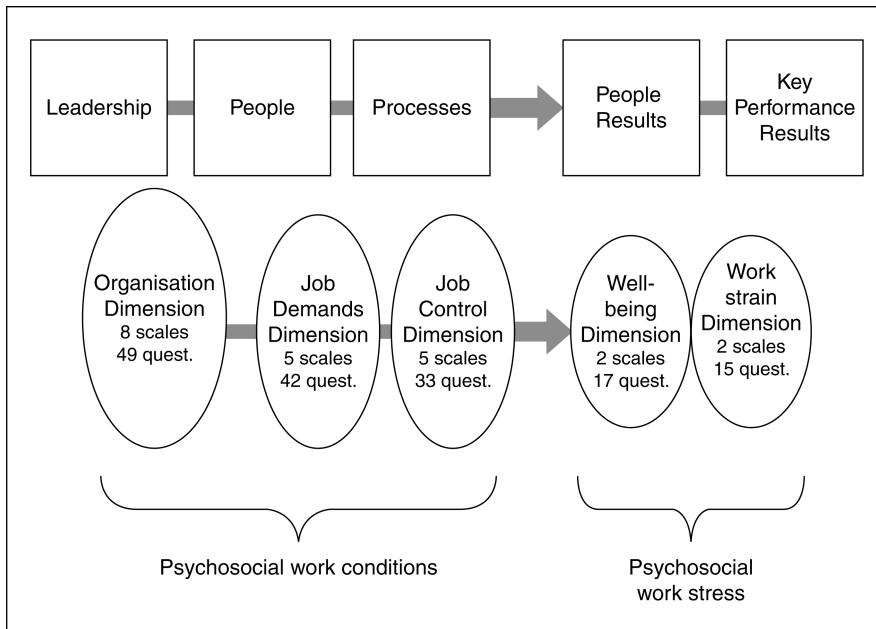 Leadership
People
Processes
People
Results
Key
Performance
Results
Organisation
Dimension
8 scales
49 quest.
Job
Demands
Dimension
5 scales
42 quest.
Job
Control
Dimension
5 scales
33 quest.
Well-
being
Dimension
2 scales
17 quest.
Work
strain
Dimension
2 scales
15 quest.
Psychosocial work conditions
Psychosocial
work stress